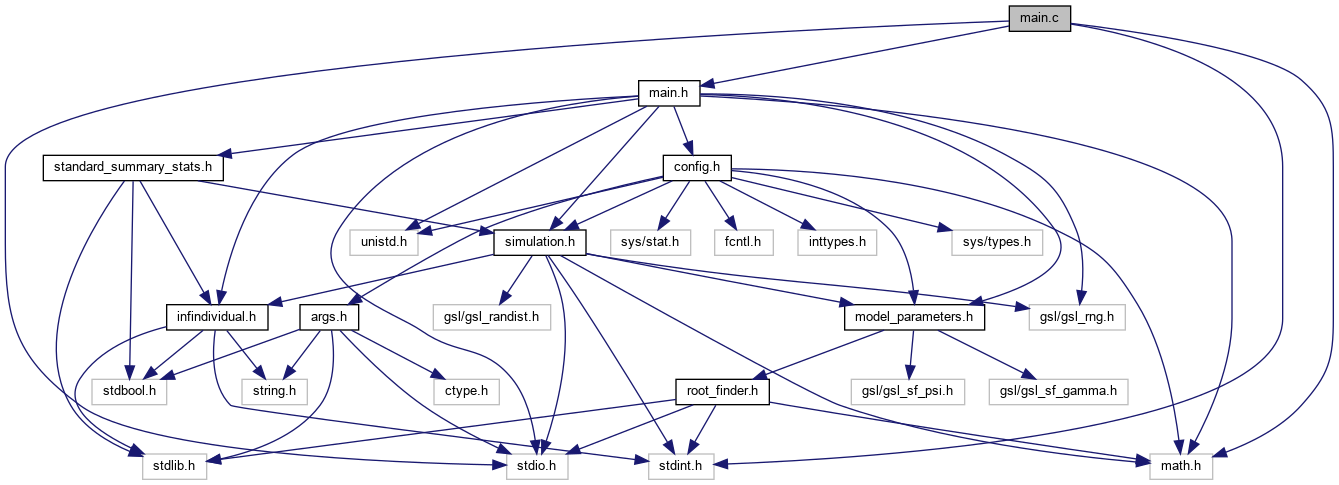 main.c
main.h
standard_summary_stats.h
config.h
unistd.h
simulation.h
sys/stat.h
fcntl.h
inttypes.h
sys/types.h
infindividual.h
args.h
gsl/gsl_randist.h
model_parameters.h
gsl/gsl_rng.h
stdbool.h
string.h
ctype.h
root_finder.h
gsl/gsl_sf_psi.h
gsl/gsl_sf_gamma.h
stdlib.h
stdio.h
stdint.h
math.h